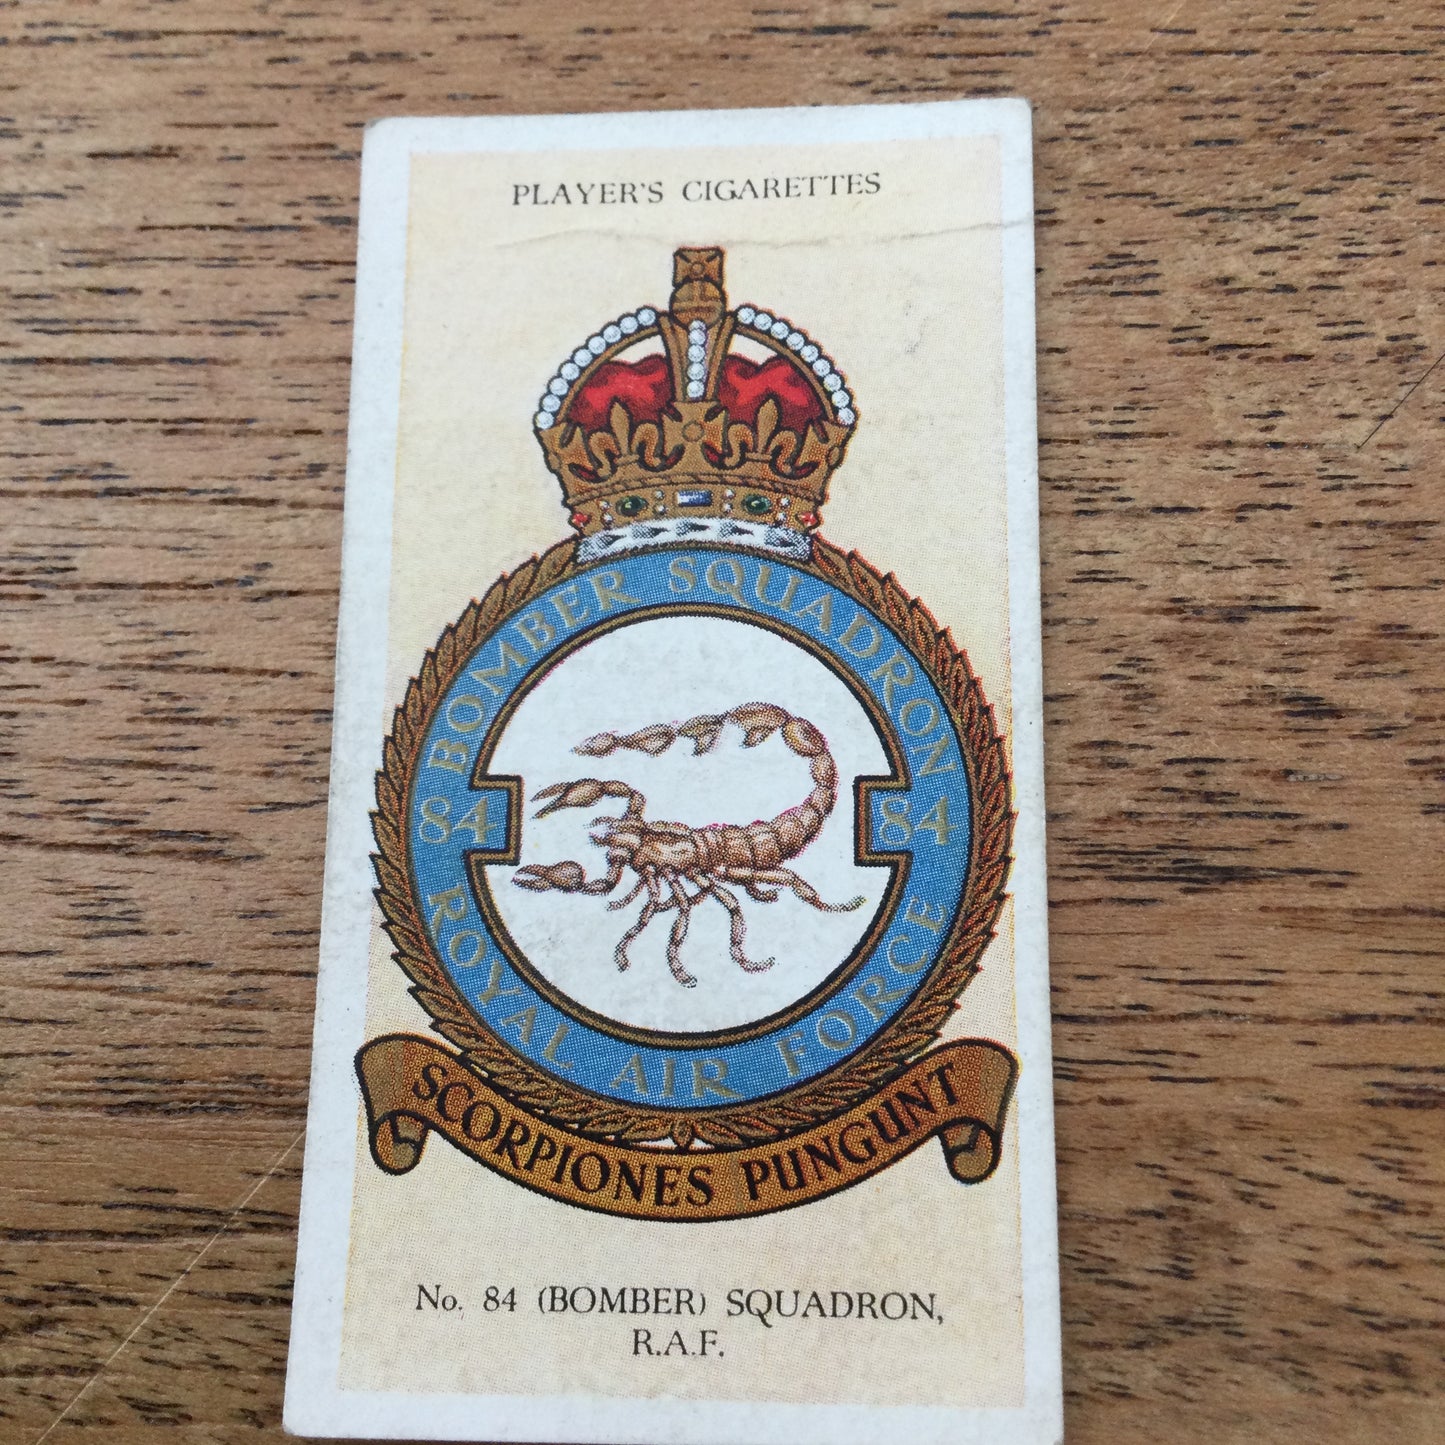 PLAYER'S CIGARETTES
BOMBER SQUADRON
84 84
ROYAL AIR FORCE
SCORPIONES PUNGUNT
No. 84 (BOMBER) SQUADRON,
R.A.F.